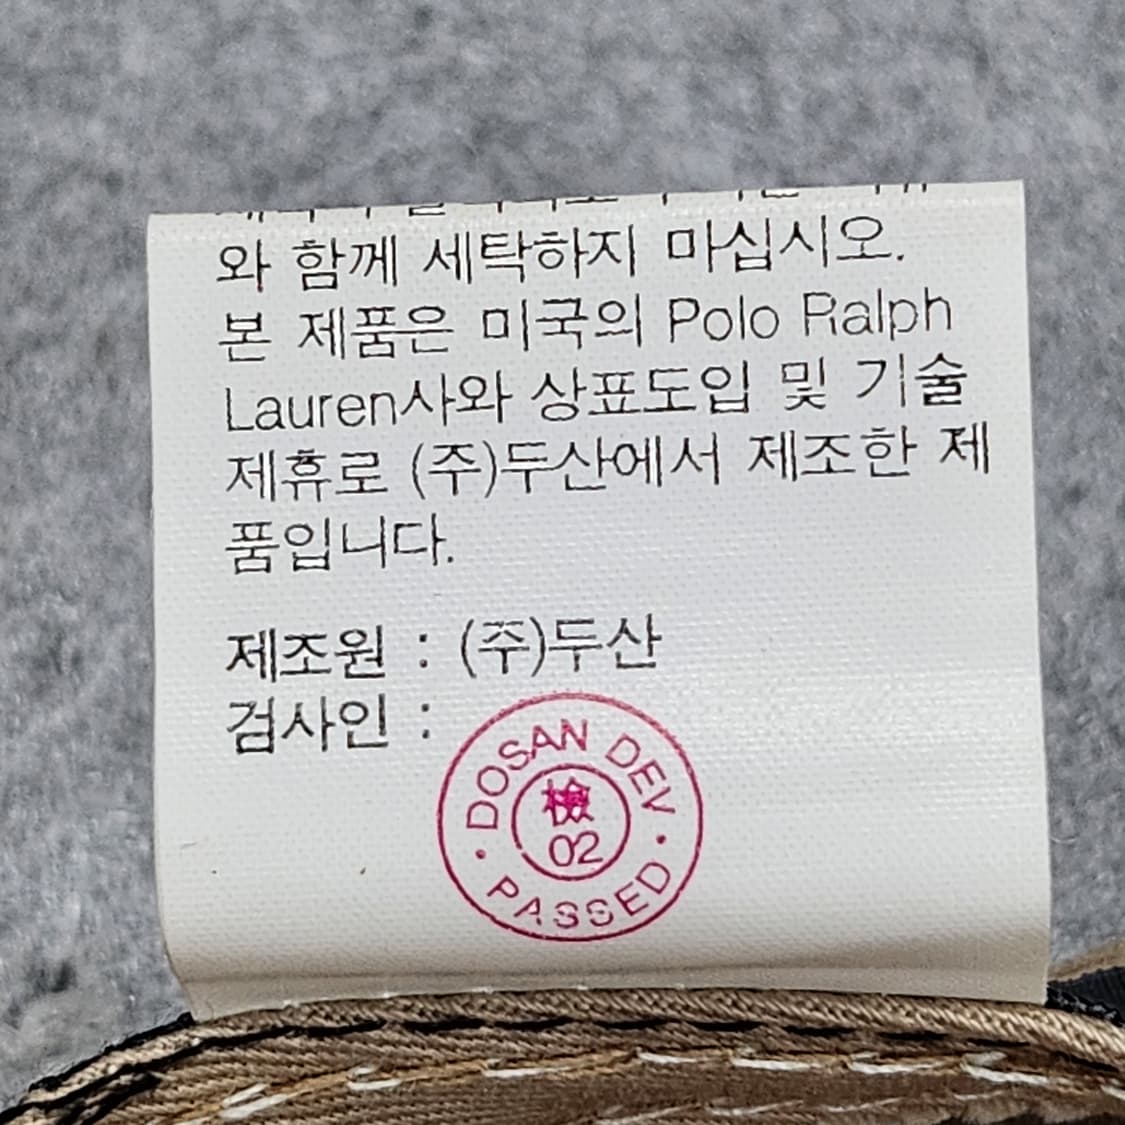 와 함께 세탁하지 마십시오.
본 제품은 미국의 Polo Ralph
Lauren사와 상표도입 및 기술
제휴로 (주)두산에서 제조한 제
품입니다.
제조원 : (주)두산
검사인 :
DOSAN DEV
檢
02
· PASSED ·